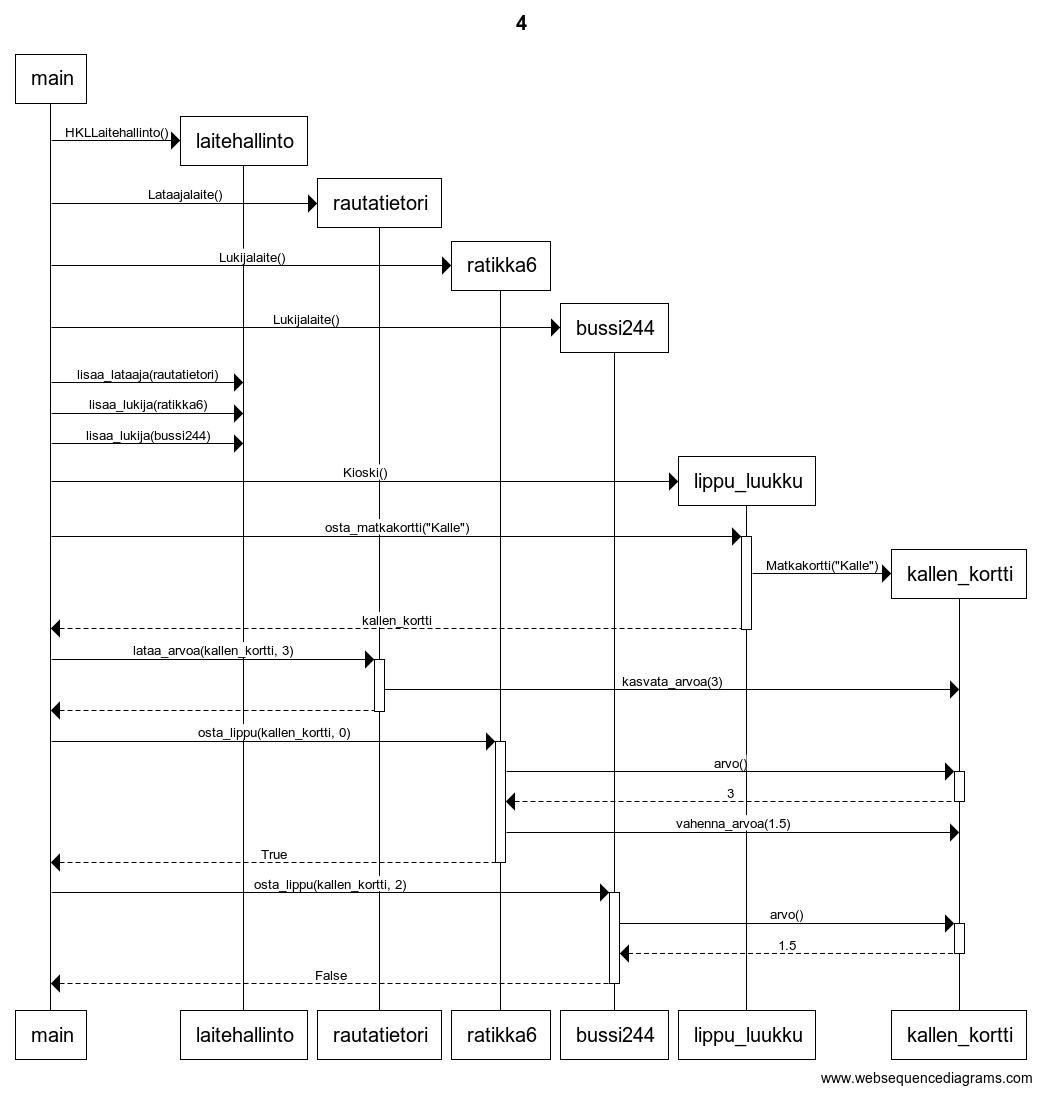 4
main
HKLLaitehallinto()
laitehallinto
Lataajalaite()
rautatietori
Lukijalaite()
ratikka6
Lukijalaite()
bussi244
lisaa_lataaja(rautatietori)
lisaa_lukija(ratikka6)
lisaa_lukija(bussi244)
Kioski()
lippu_luukku
osta_matkakortti("Kalle")
Matkakortti("Kalle")
kallen_kortti
kallen_kortti
lataa_arvoa(kallen_kortti, 3)
kasvata_arvoa(3)
osta_lippu(kallen_kortti, 0)
arvo()
3
vahenna_arvoa(1.5)
True
osta_lippu(kallen_kortti, 2)
arvo()
1.5
False
main
laitehallinto
rautatietori
ratikka6
bussi244
lippu_luukku
kallen_kortti
www.websequencediagrams.com